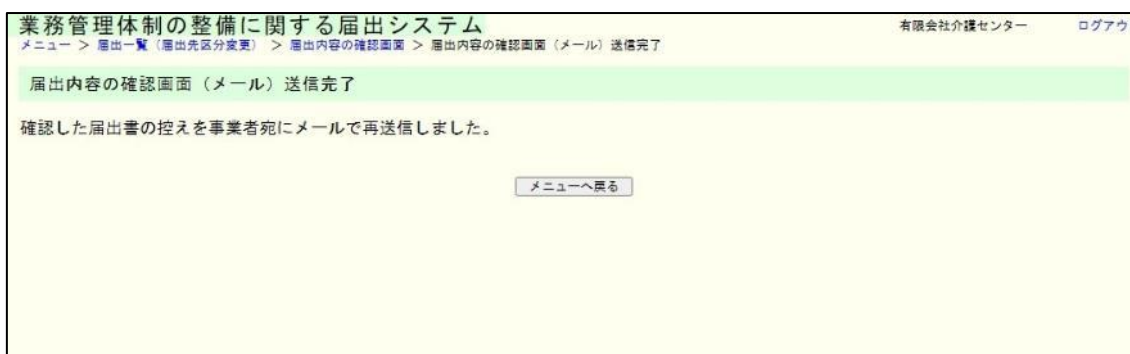 業務管理体制の整備に関する届出システム
有限会社介護センター ログアウ
メニュー > 届出一覧（届出先区分変更） > 届出内容の確認画面 > 届出内容の確認画面（メール）送信完了
届出内容の確認画面（メール）送信完了
確認した届出書の控えを事業者宛にメールで再送信しました。
メニューへ戻る